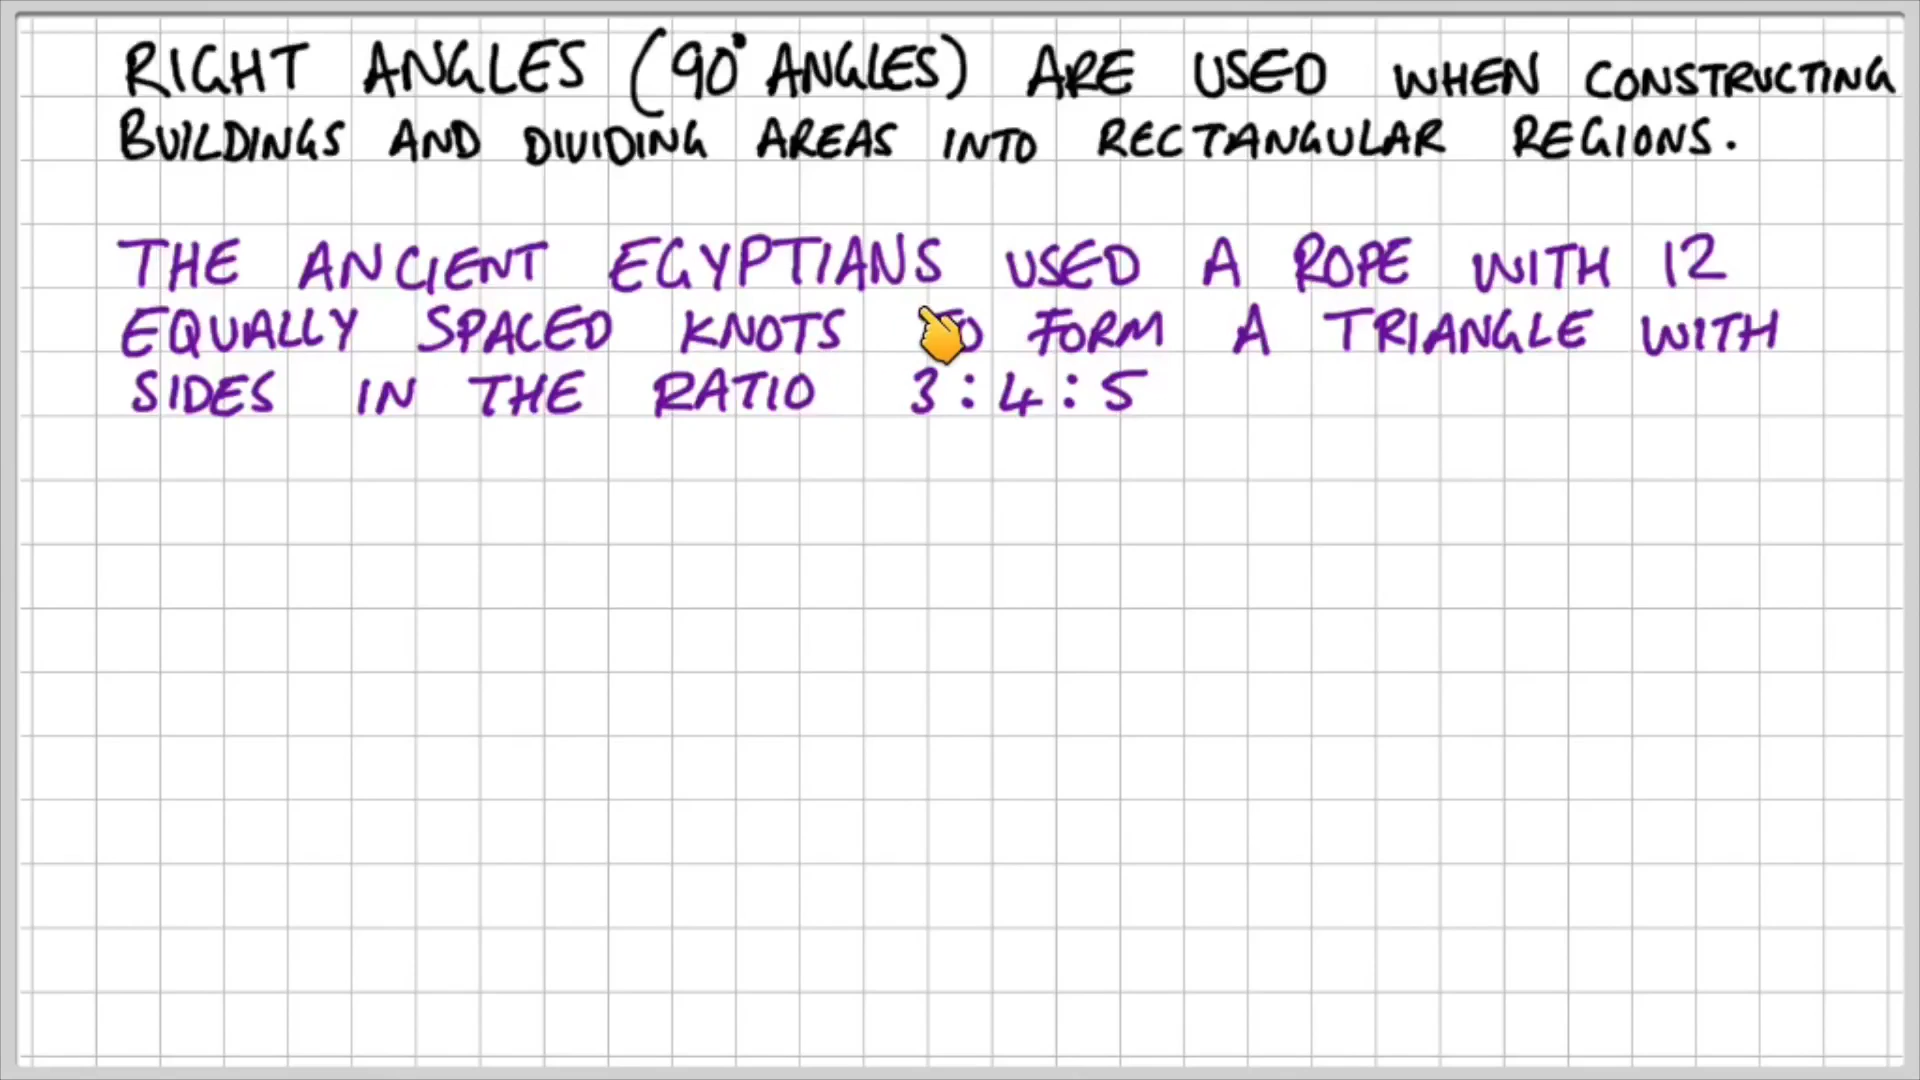 RIGHT ANGLES (90° ANGLES) ARE USED WHEN CONSTRUCTING
BUILDINGS AND DIVIDING AREAS INTO RECTANGULAR REGIONS.
THE ANCIENT EGYPTIANS USED A ROPE WITH 12
EQUALLY SPACED KNOTS TO FORM A TRIANGLE WITH
SIDES IN THE RATIO 3:4:5